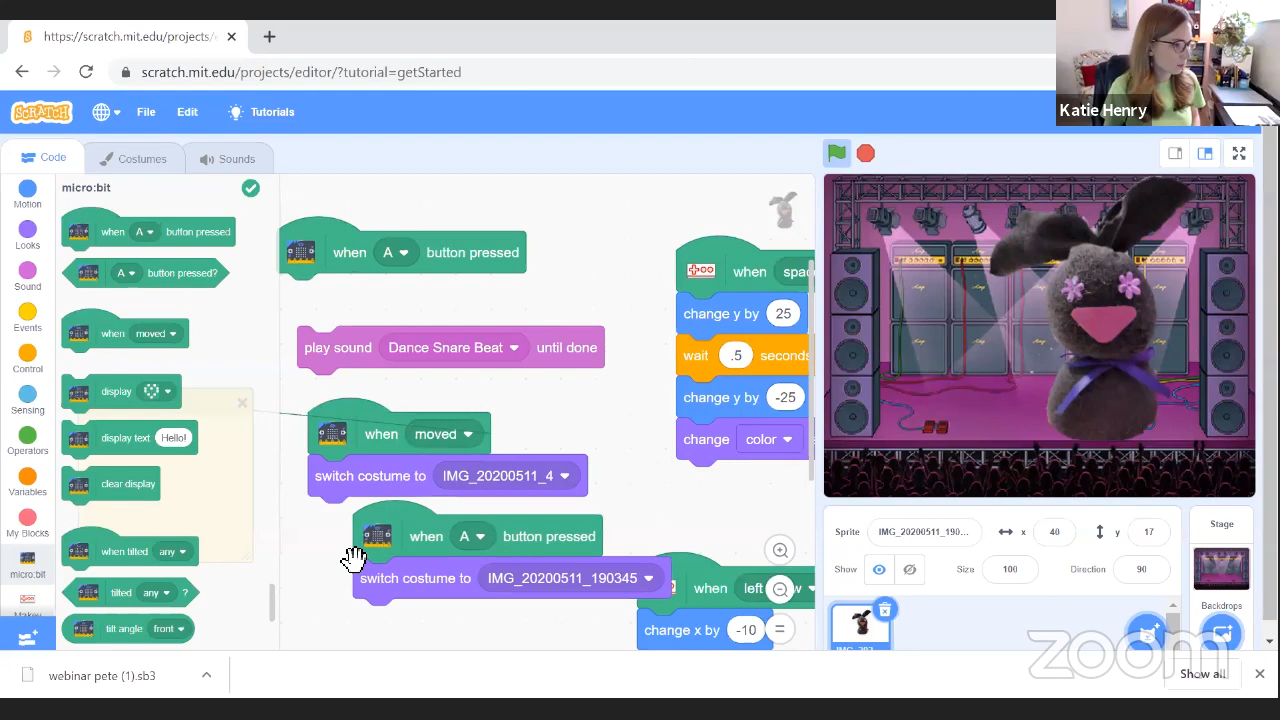 https://scratch.mit.edu/projects/
scratch.mit.edu/projects/editor/?tutorial=getStarted
Katie Henry
SCRATCH
File
Edit
Tutorials
Code
Costumes
Sounds
Motion
Looks
Sound
Events
Control
Sensing
Operators
Variables
My Blocks
micro:bit
micro:bit
when A button pressed
A button pressed?
when moved
display
display text Hello!
clear display
when tilted any
tilted any ?
tilt angle front
when A button pressed
play sound Dance Snare Beat until done
when moved
switch costume to IMG_20200511_4
when A button pressed
switch costume to IMG_20200511_190345
when spac
change y by 25
wait .5 seconds
change y by -25
change color
when left w
change x by -10
Sprite IMG_20200511_190... x 40 y 17
Show Size 100 Direction 90
Stage
Backdrops
zoom
webinar pete (1).sb3
Show all